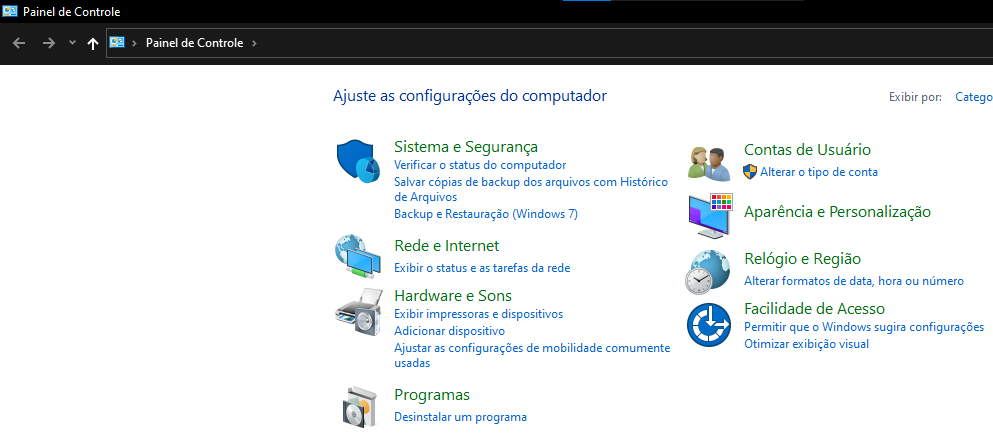 Painel de Controle
Painel de Controle
Ajuste as configurações do computador
Exibir por:
Sistema e Segurança
Verificar o status do computador
Salvar cópias de backup dos arquivos com Histórico
de Arquivos
Backup e Restauração (Windows 7)
Rede e Internet
Exibir o status e as tarefas da rede
Hardware e Sons
Exibir impressoras e dispositivos
Adicionar dispositivo
Ajustar as configurações de mobilidade comumente
usadas
Programas
Desinstalar um programa
Contas de Usuário
Alterar o tipo de conta
Aparência e Personalização
Relógio e Região
Alterar formatos de data, hora ou número
Facilidade de Acesso
Permitir que o Windows sugira configurações
Otimizar exibição visual